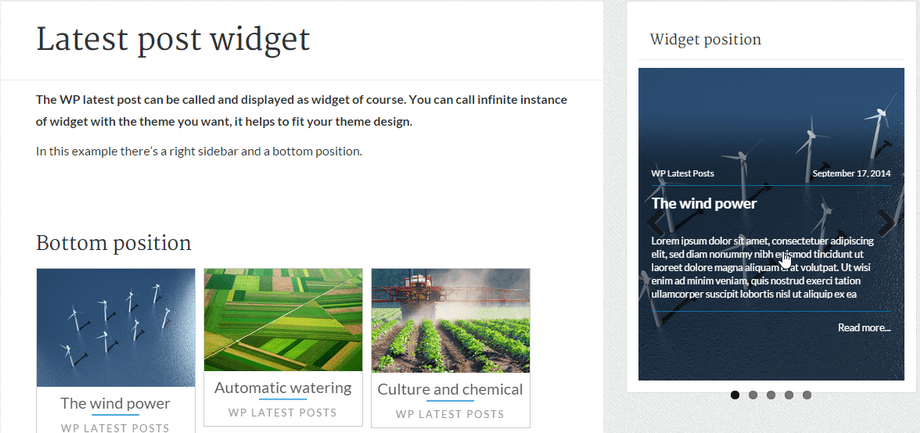 Latest post widget
The WP latest post can be called and displayed as widget of course. You can call infinite instance
of widget with the theme you want, it helps to fit your theme design.
In this example there's a right sidebar and a bottom position.
Bottom position
The wind power
WP LATEST POSTS
Automatic watering
WP LATEST POSTS
Culture and chemical
WP LATEST POSTS
Widget position
WP Latest Posts September 17, 2014
The wind power
Lorem ipsum dolor sit amet, consectetuer adipiscing
elit, sed diam nonummy nibh euismod tincidunt ut
laoreet dolore magna aliquam erat volutpat. Ut wisi
enim ad minim veniam, quis nostrud exerci tation
ullamcorper suscipit lobortis nisl ut aliquip ex ea
Read more...